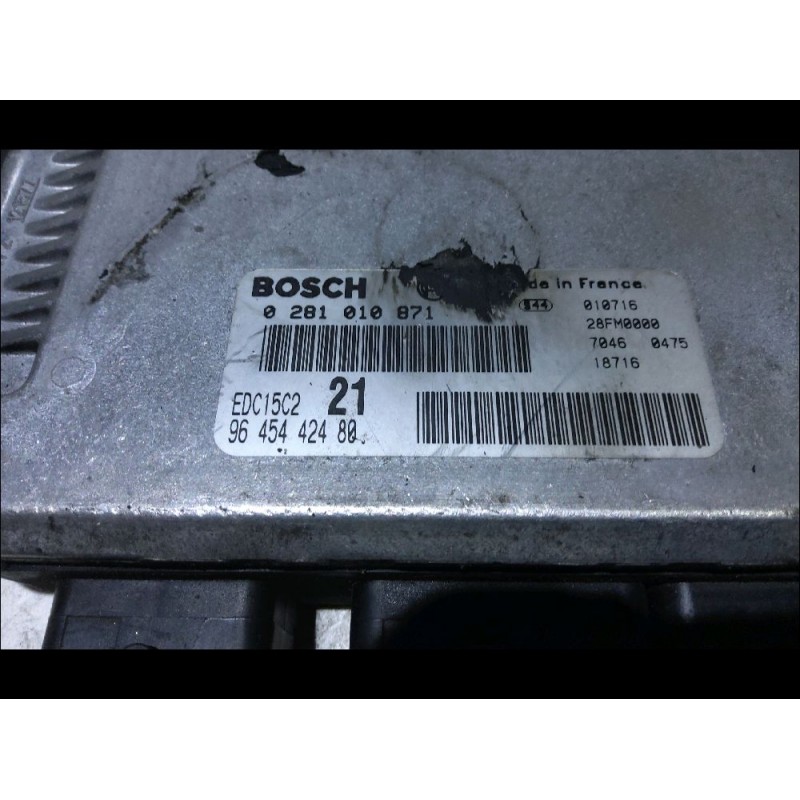 BOSCH
de in France
0 281 010 871
S44
010716
28FM0000
7046 0475
18716
EDC15C2 21
96 454 424 80